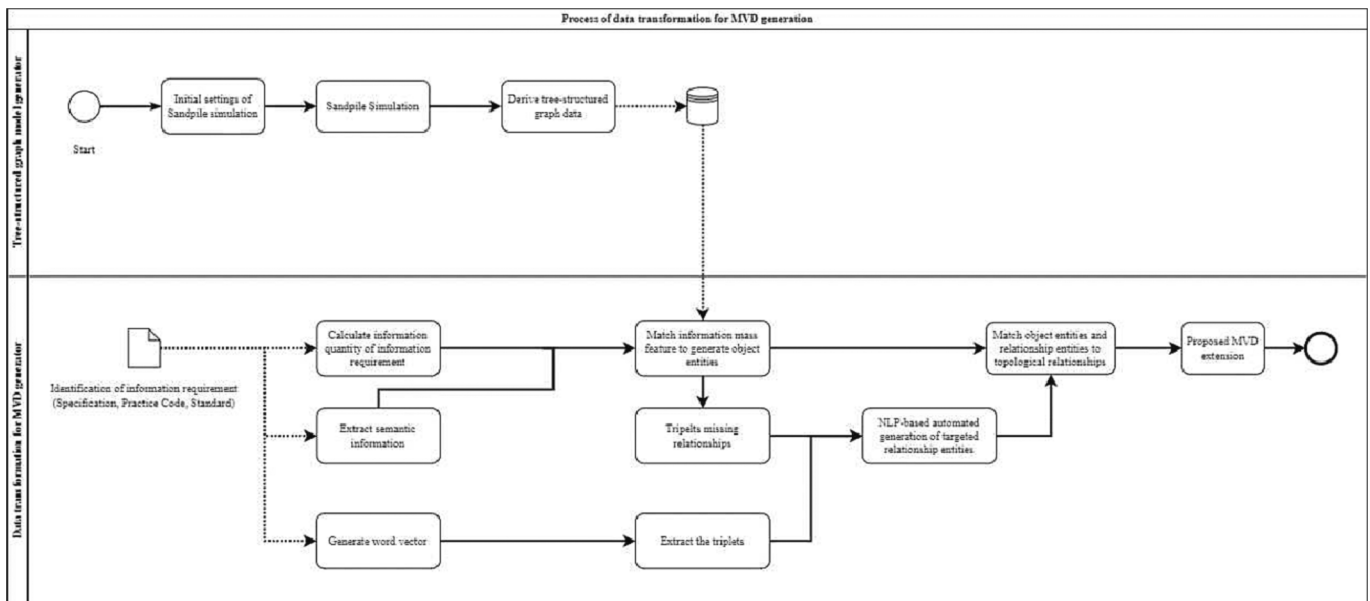 Process of data transformation for MVD generation
Tree-structured graph model generator
Initial settings of
Sandpile simulation
Sandpile Simulation
Derive tree-structured
graph data
Start
Data transformation for MVD generator
Identification of information requirement
(Specification, Practice Code, Standard)
Calculate information
quantity of information
requirement
Match information mass
feature to generate object
entities
Match object entities and
relationship entities to
topological relationships
Proposed MVD
extension
Extract semantic
information
Tripelts missing
relationships
NLP-based automated
generation of targeted
relationship entities
Generate word vector
Extract the triplets